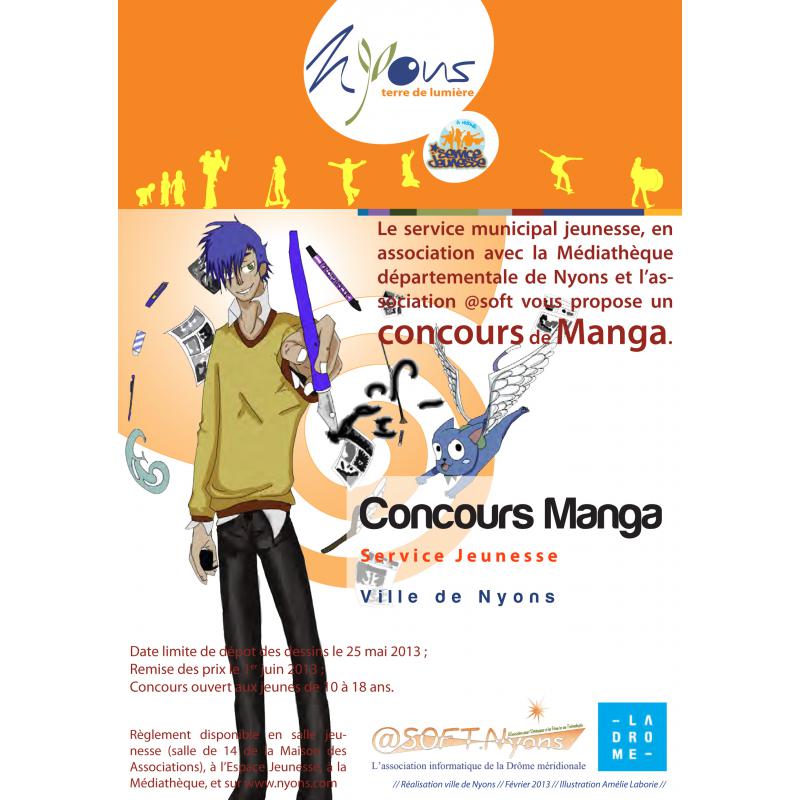 nyons
terre de lumière
service
jeunesse
Le service municipal jeunesse, en
association avec la Médiathèque
départementale de Nyons et l'as-
sociation @soft vous propose un
concours de Manga.
Concours Manga
Service Jeunesse
Ville de Nyons
Date limite de dépot des dessins le 25 mai 2013 ;
Remise des prix le 1er juin 2013 ;
Concours ouvert aux jeunes de 10 à 18 ans.
Règlement disponible en salle jeu-
nesse (salle de 14 de la Maison des
Associations), à l'Espace Jeunesse, à la
Médiathèque, et sur www.nyons.com
@SOFT.Nyons
L'association informatique de la Drôme méridionale
– LA
DRO
ME –
// Réalisation ville de Nyons // Février 2013 // Illustration Amélie Laborie //